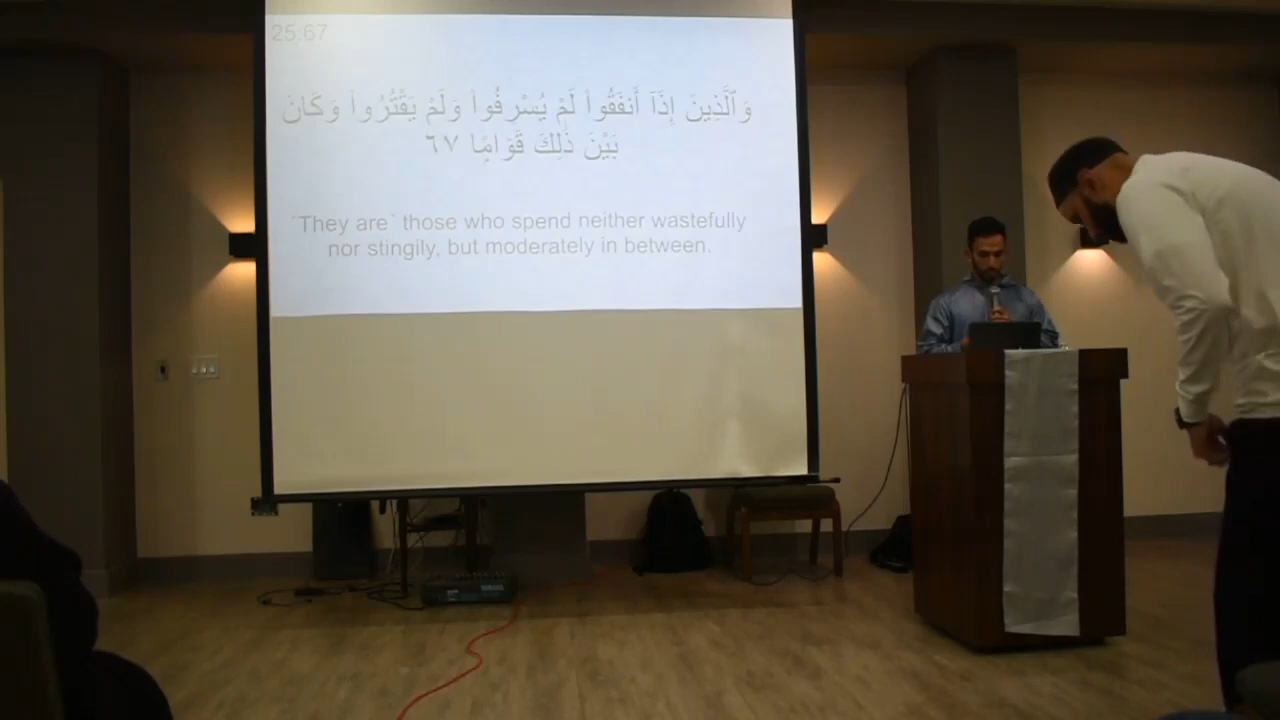 25:67
وَٱلَّذِينَ إِذَآ أَنفَقُوا۟ لَمْ يُسْرِفُوا۟ وَلَمْ يَقْتُرُوا۟ وَكَانَ
بَيْنَ ذَٰلِكَ قَوَامًۭا ٦٧
´They are` those who spend neither wastefully
nor stingily, but moderately in between.